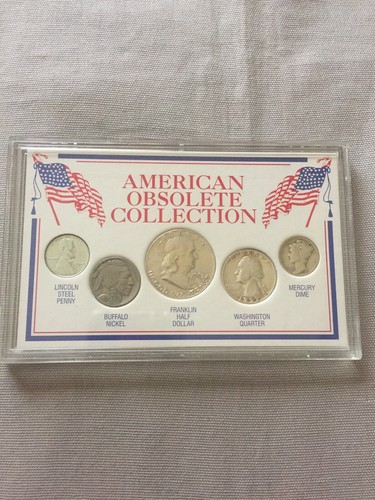 AMERICAN
OBSOLETE
COLLECTION
LINCOLN
STEEL
PENNY
BUFFALO
NICKEL
FRANKLIN
HALF
DOLLAR
WASHINGTON
QUARTER
MERCURY
DIME